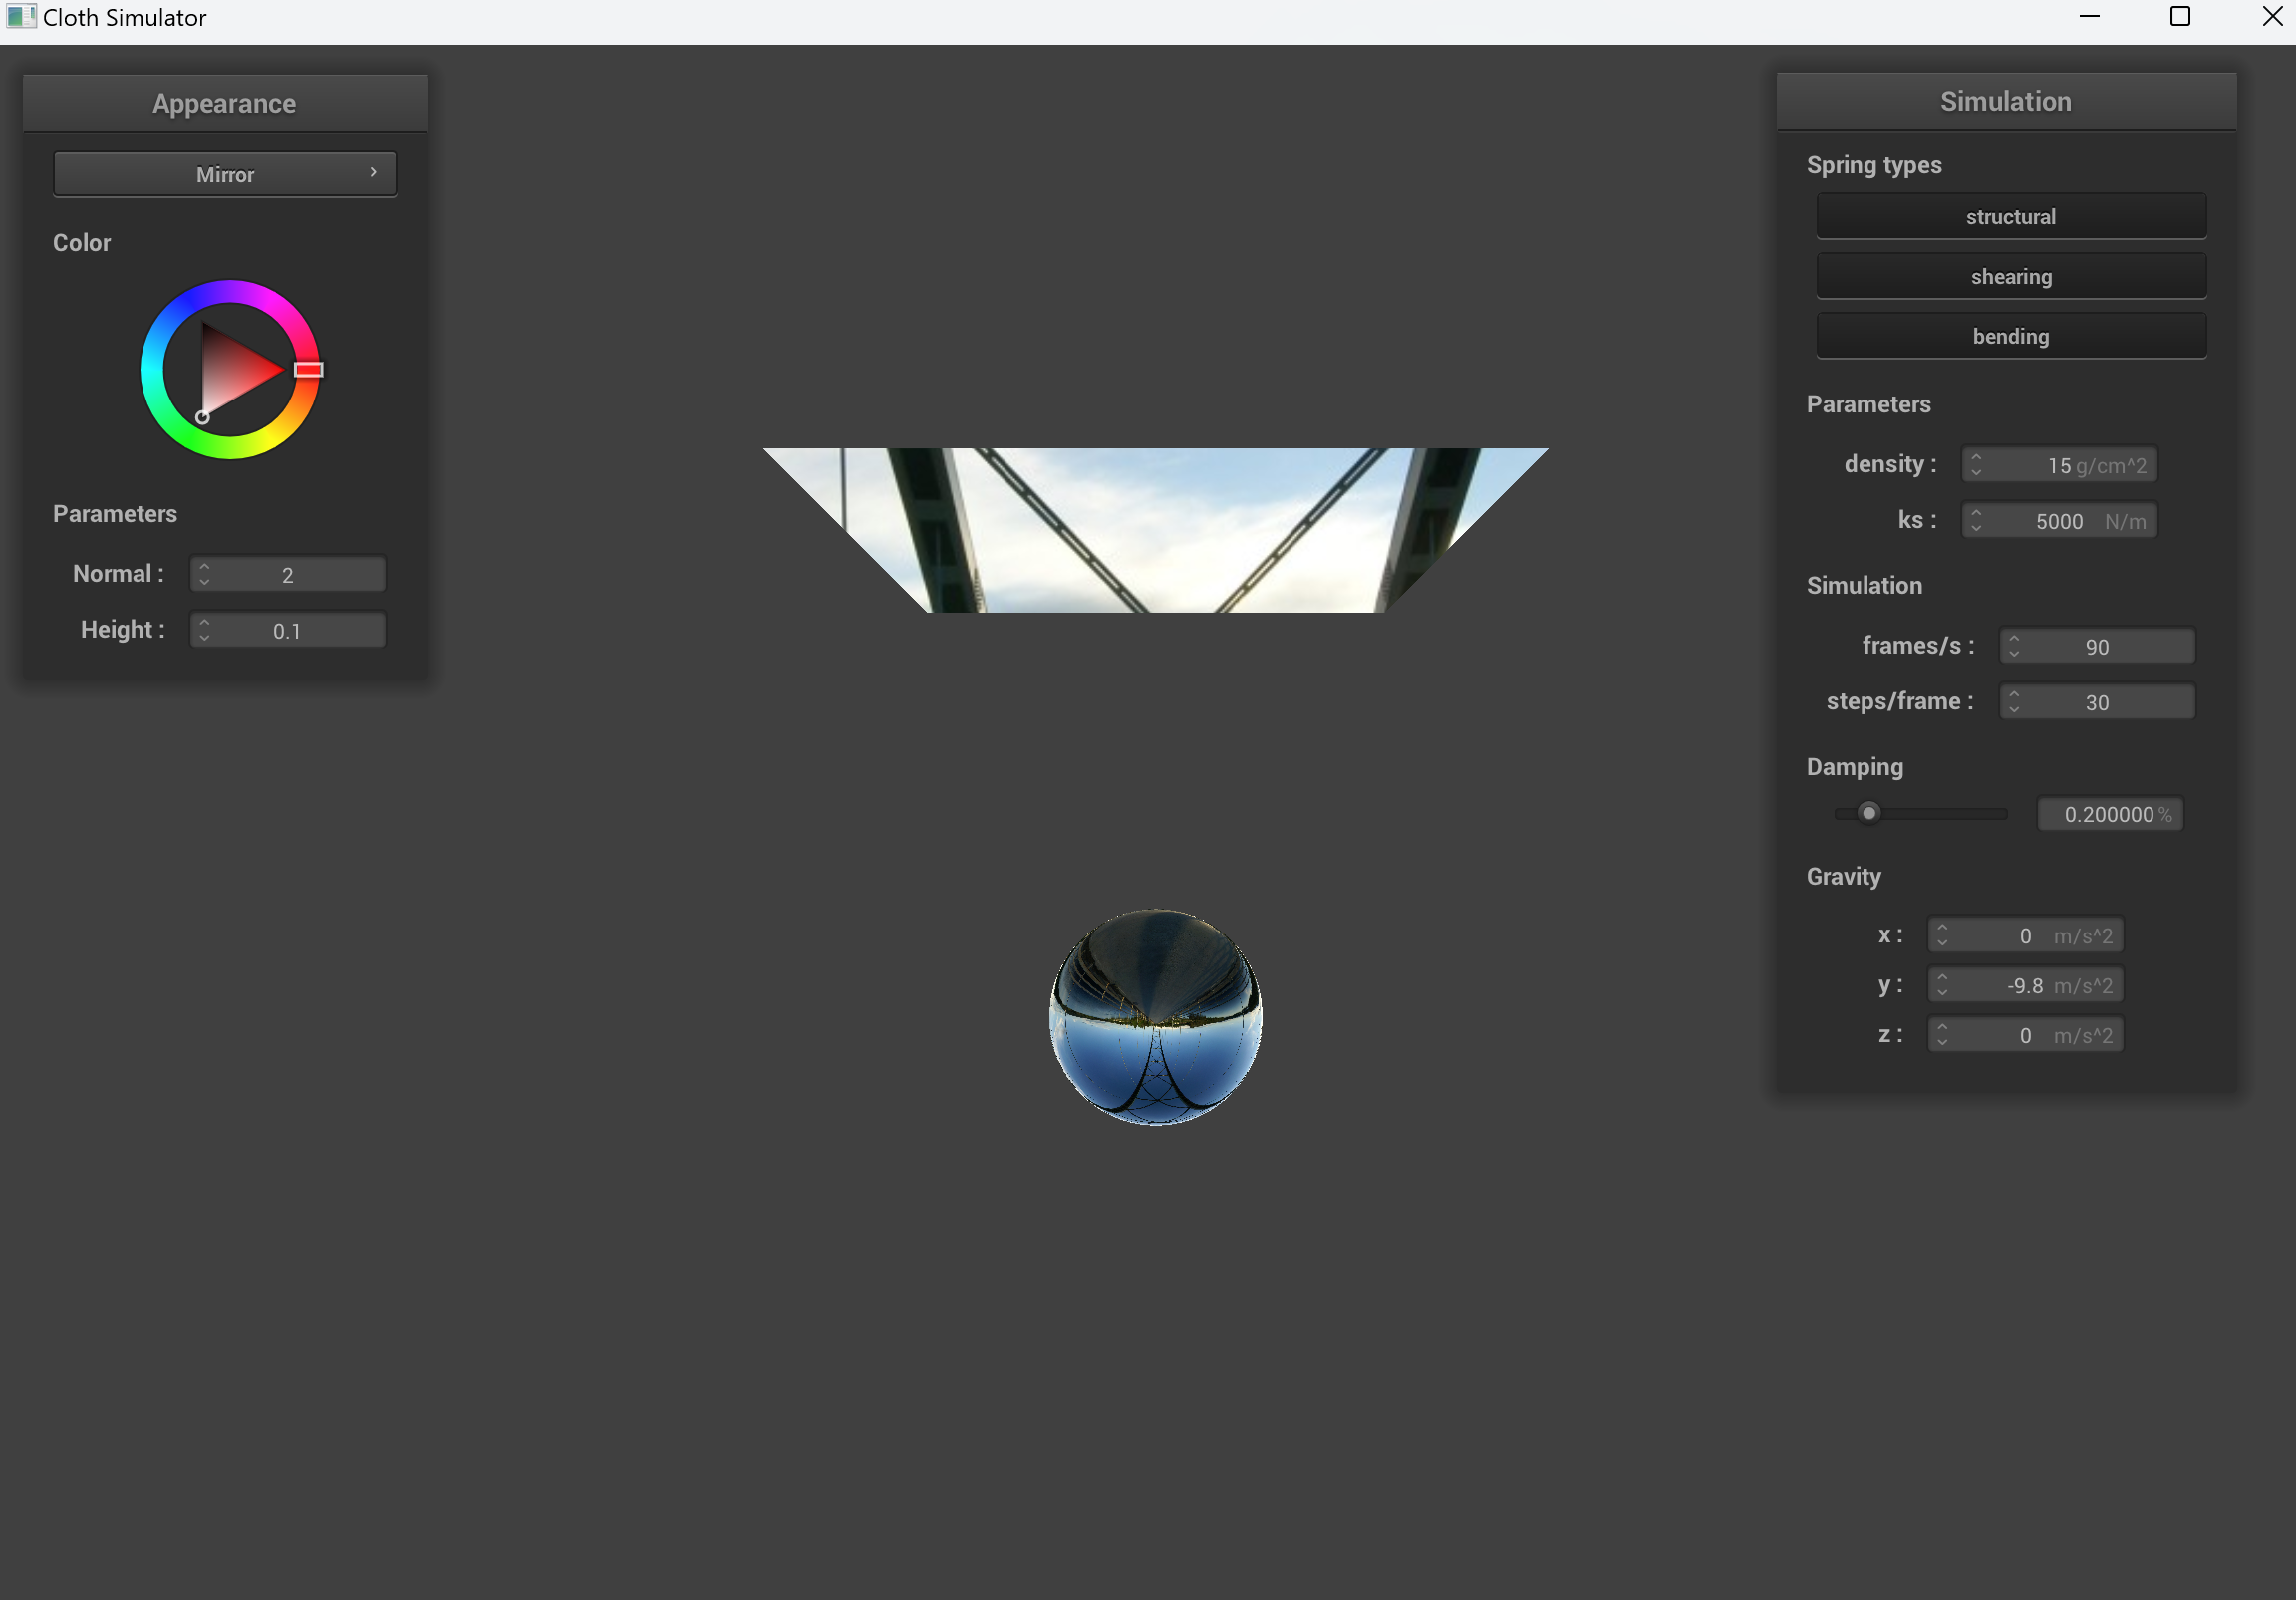 Cloth Simulator
Appearance
Mirror
Color
Parameters
Normal : 2
Height : 0.1
Simulation
Spring types
structural
shearing
bending
Parameters
density : 15 g/cm^2
ks : 5000 N/m
Simulation
frames/s : 90
steps/frame : 30
Damping
0.200000 %
Gravity
x : 0 m/s^2
y : -9.8 m/s^2
z : 0 m/s^2